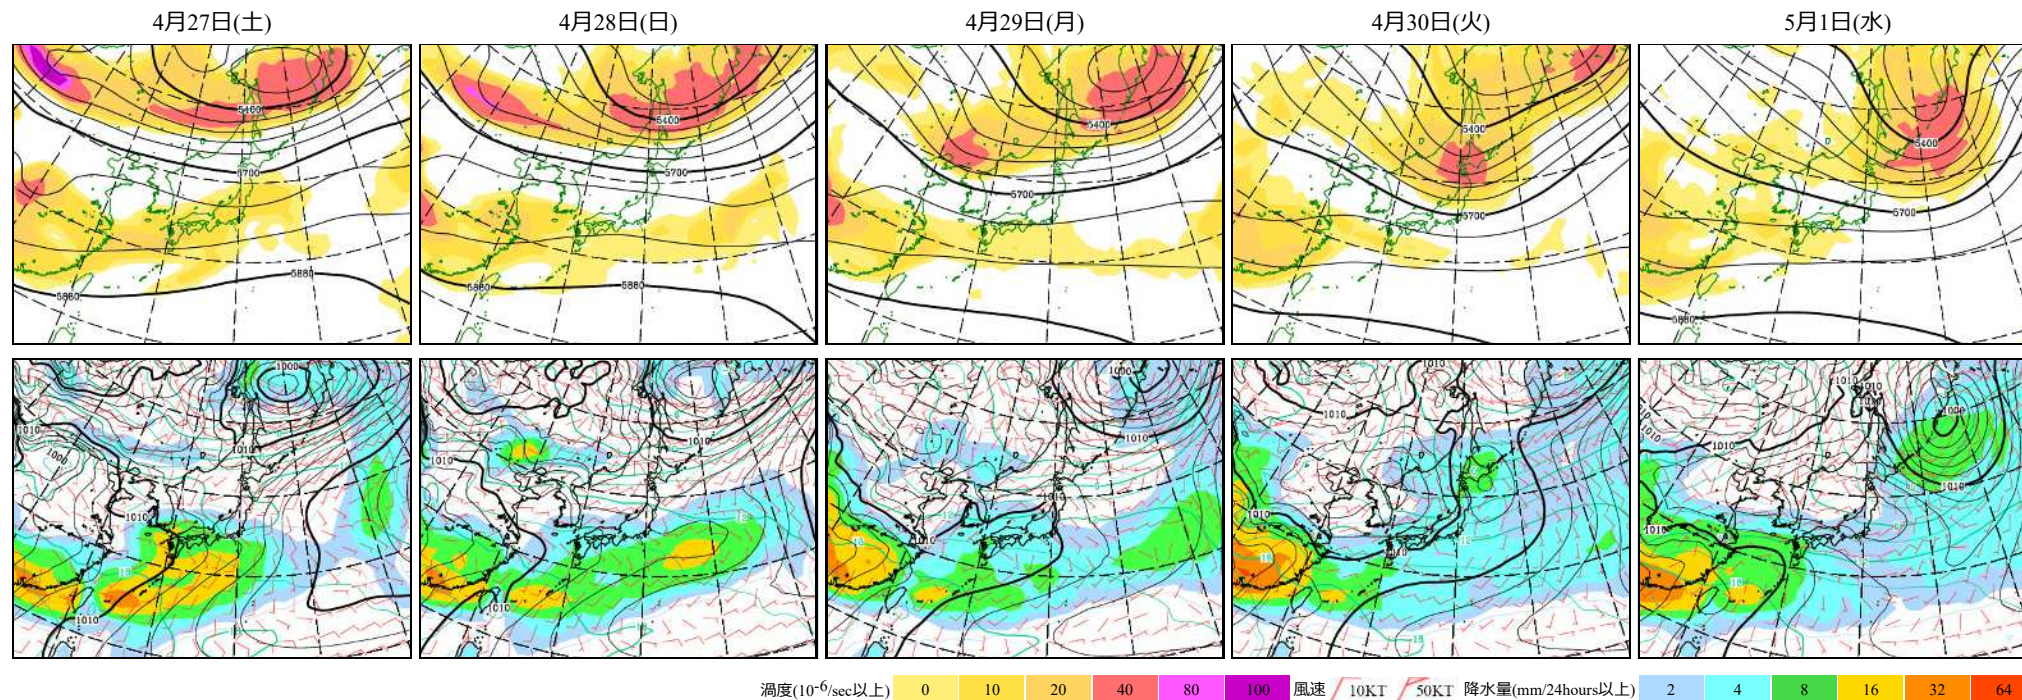 4月27日(土) 4月28日(日) 4月29日(月) 4月30日(火) 5月1日(水)
5400 5400 5400 5400 5400
5700 5700 5700 5700 5700
5880 5880 5880 5880 5880
1000 1000 1010 1010 1010
1010 1010 1010 1010 1000
1000 1010 1010 1010 1010
1010 1010 1010 1010 1010
1010
渦度(10⁻⁶/sec以上) 0 10 20 40 80 100 風速 10KT 50KT 降水量(mm/24hours以上) 2 4 8 16 32 64